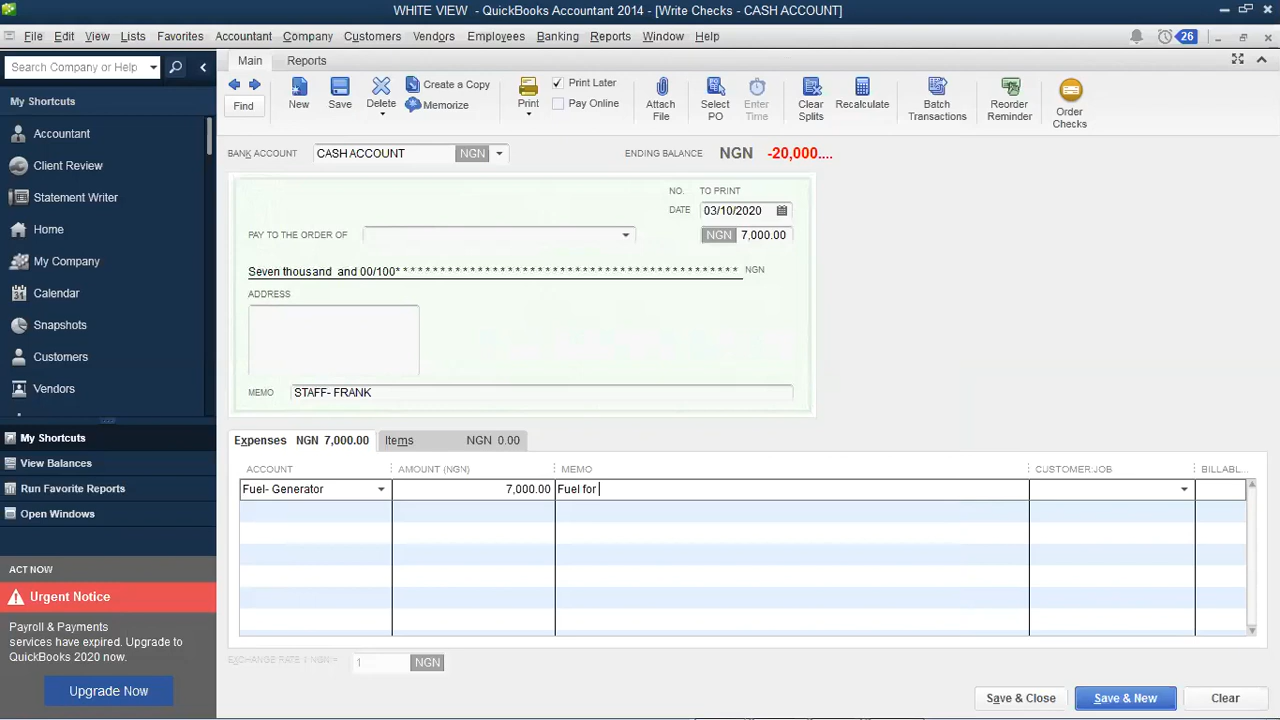 WHITE VIEW - QuickBooks Accountant 2014 - [Write Checks - CASH ACCOUNT]
File Edit View Lists Favorites Accountant Company Customers Vendors Employees Banking Reports Window Help
26
Search Company or Help
My Shortcuts
Accountant
Client Review
Statement Writer
Home
My Company
Calendar
Snapshots
Customers
Vendors
My Shortcuts
View Balances
Run Favorite Reports
Open Windows
ACT NOW
Urgent Notice
Payroll & Payments
services have expired. Upgrade to
QuickBooks 2020 now.
Upgrade Now
Main Reports
Find
New
Save
Delete
Create a Copy
Memorize
Print
Print Later
Pay Online
Attach
File
Select
PO
Enter
Time
Clear
Splits
Recalculate
Batch
Transactions
Reorder
Reminder
Order
Checks
BANK ACCOUNT CASH ACCOUNT NGN ENDING BALANCE NGN -20,000....
NO. TO PRINT
DATE 03/10/2020
PAY TO THE ORDER OF NGN 7,000.00
Seven thousand and 00/100* * * * * * * * * * * * * * * * * * * * * * * * * * * * * * * * * * * * * * * * * * * NGN
ADDRESS
MEMO STAFF- FRANK
Expenses NGN 7,000.00 Items NGN 0.00
ACCOUNT AMOUNT (NGN) MEMO CUSTOMER:JOB BILLABL...
Fuel- Generator 7,000.00 Fuel for
EXCHANGE RATE 1 NGN = 1 NGN
Save & Close Save & New Clear